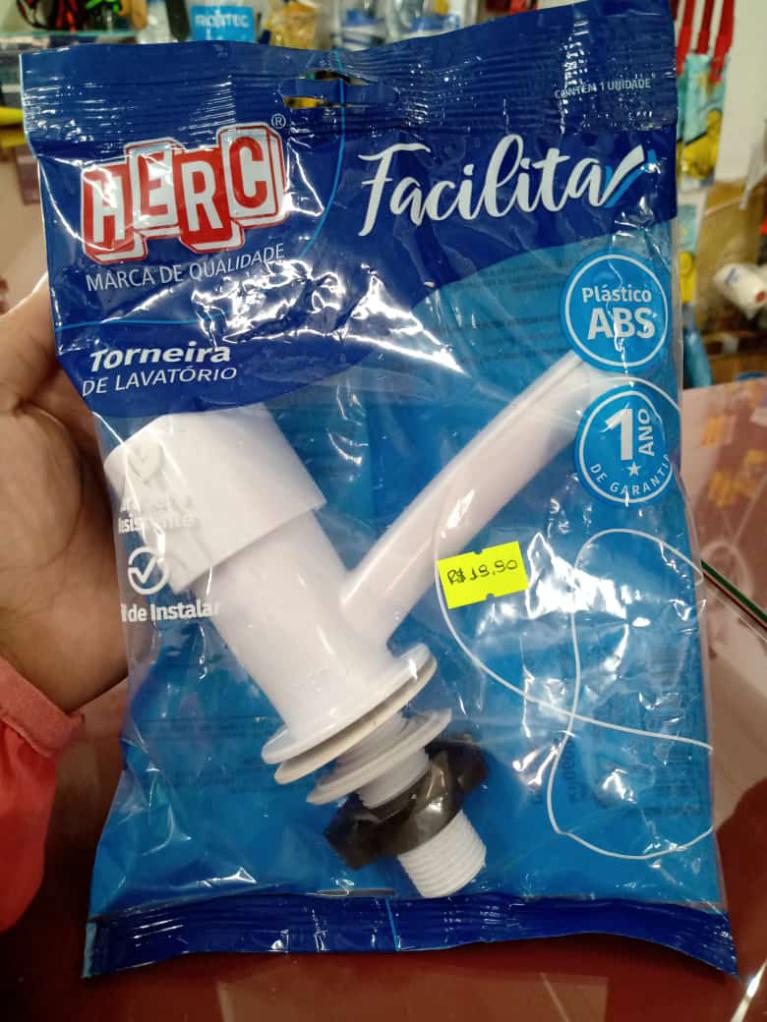 CONTÉM 1 UNIDADE
HERC®
MARCA DE QUALIDADE
Facilita
Torneira
DE LAVATÓRIO
Plástico
ABS
1 ANO
DE GARANTIA
de Instalar
R$ 19,90